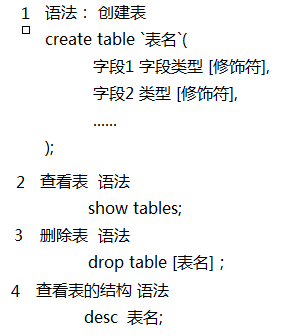 1 语法： 创建表
create table `表名`(
字段1 字段类型 [修饰符],
字段2 类型 [修饰符],
......
);
2 查看表 语法
show tables;
3 删除表 语法
drop table [表名] ;
4 查看表的结构 语法
desc 表名;